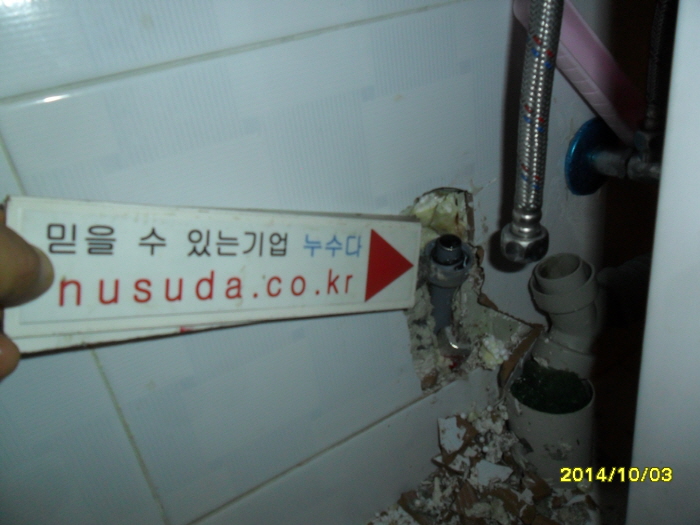 믿을 수 있는기업 누수다
nusuda.co.kr
2014/10/03